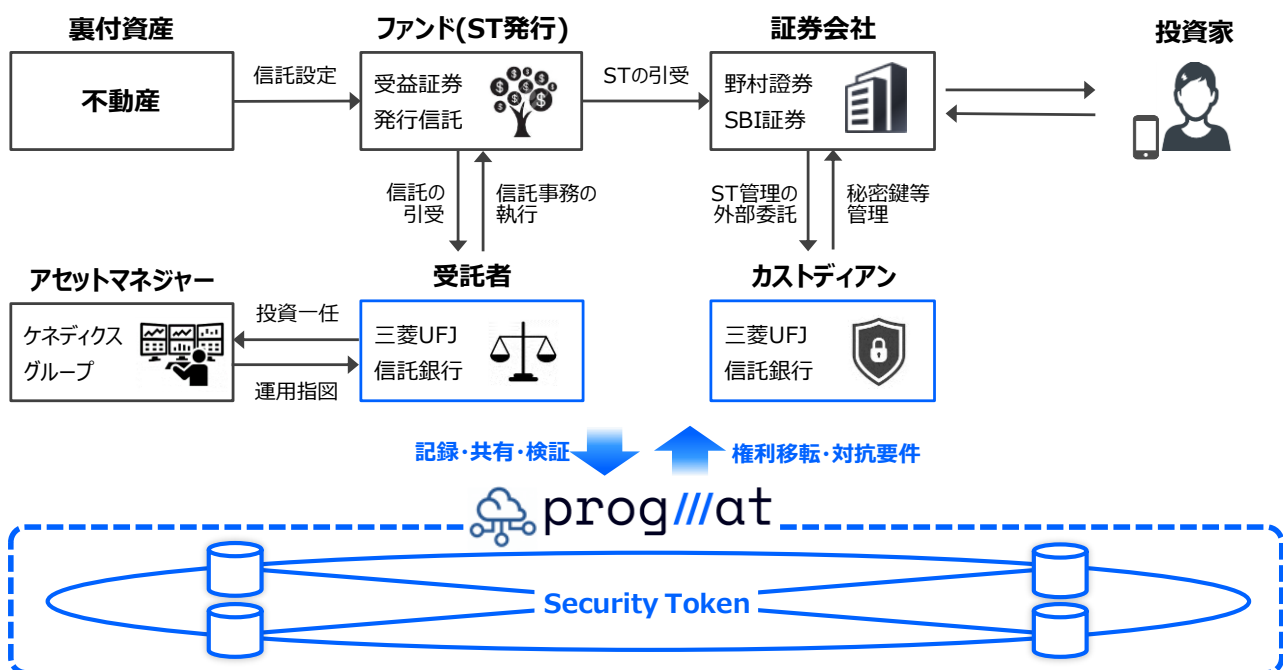 裏付資産
ファンド(ST発行)
証券会社
投資家
不動産
信託設定
受益証券
発行信託
STの引受
野村證券
SBI証券
信託の
引受
信託事務の
執行
ST管理の
外部委託
秘密鍵等
管理
アセットマネジャー
受託者
カストディアン
ケネディクス
グループ
投資一任
運用指図
三菱UFJ
信託銀行
三菱UFJ
信託銀行
記録・共有・検証
権利移転・対抗要件
progmat
Security Token